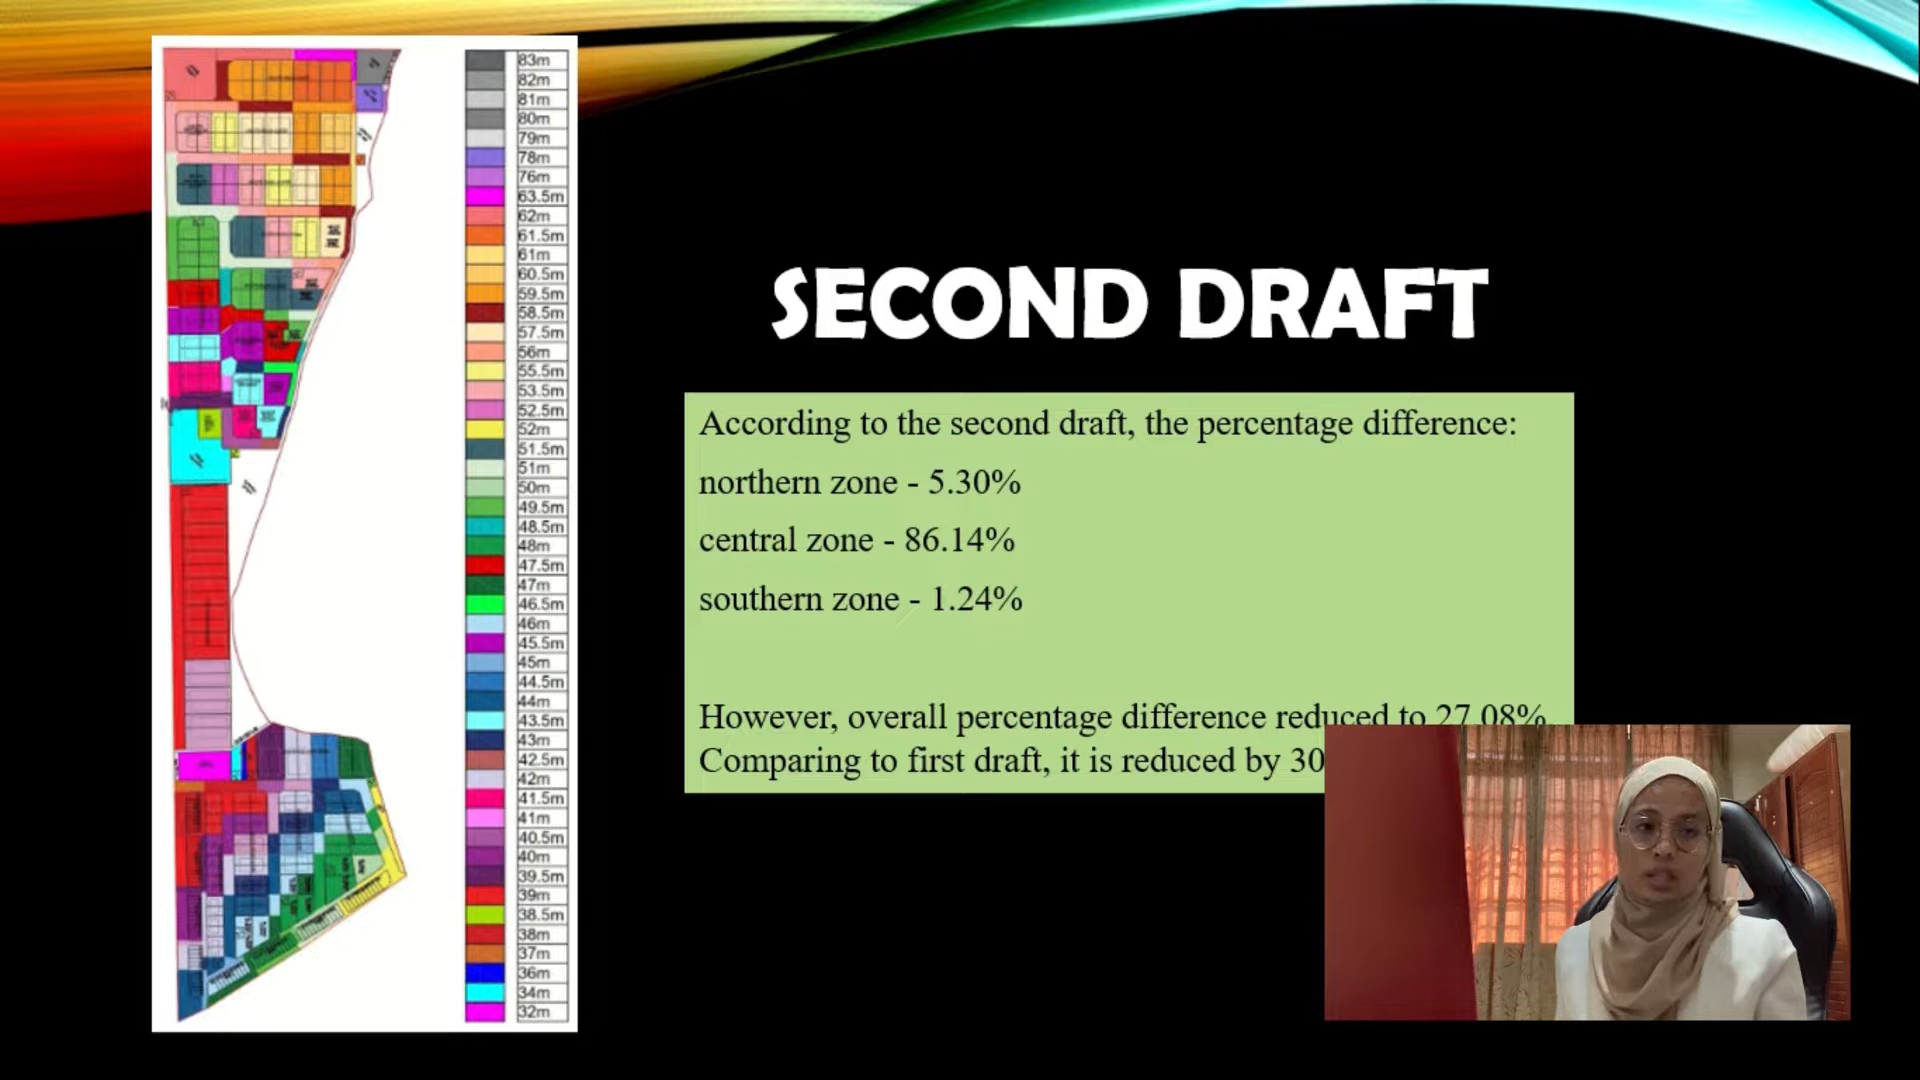 83m
82m
81m
80m
79m
78m
76m
63.5m
62m
61.5m
61m
60.5m
59.5m
58.5m
57.5m
56m
55.5m
53.5m
52.5m
52m
51.5m
51m
50m
49.5m
48.5m
48m
47.5m
47m
46.5m
46m
45.5m
45m
44.5m
44m
43.5m
43m
42.5m
42m
41.5m
41m
40.5m
40m
39.5m
39m
38.5m
38m
37m
36m
34m
32m
SECOND DRAFT
According to the second draft, the percentage difference:
northern zone - 5.30%
central zone - 86.14%
southern zone - 1.24%
However, overall percentage difference reduced to 27.08%
Comparing to first draft, it is reduced by 30